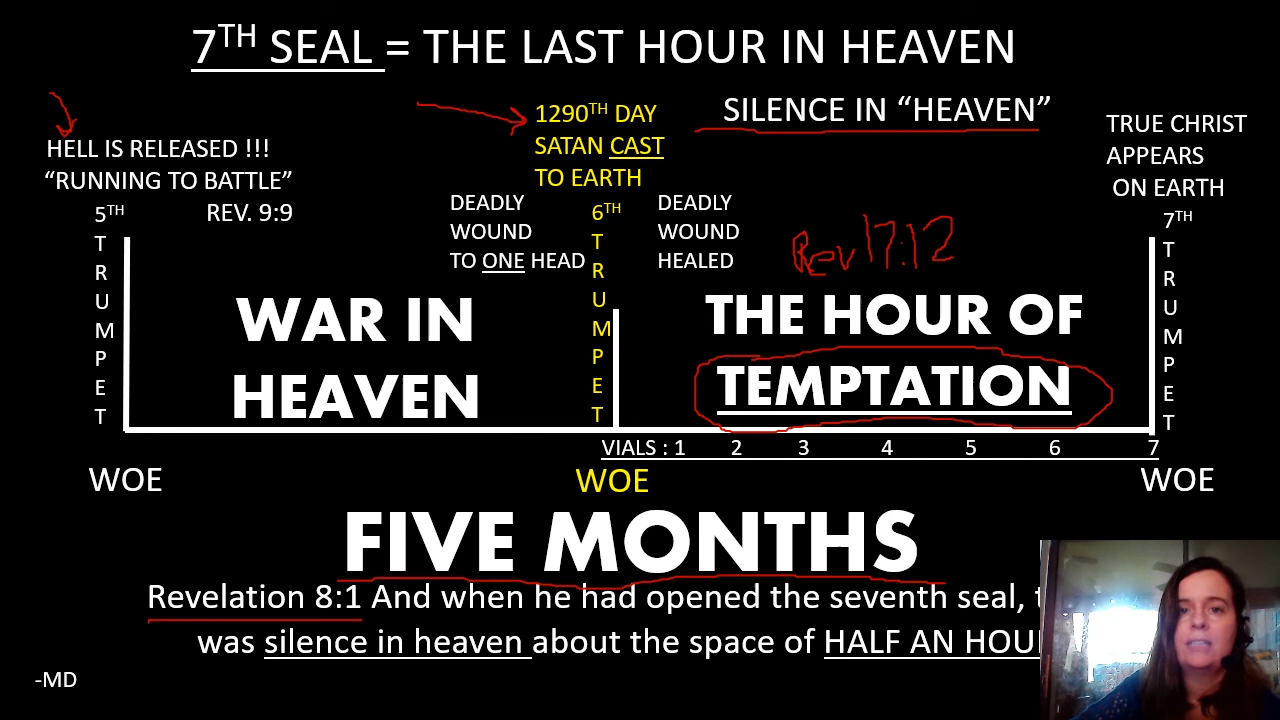 7TH SEAL = THE LAST HOUR IN HEAVEN
1290TH DAY
SATAN CAST
TO EARTH
SILENCE IN “HEAVEN”
TRUE CHRIST
APPEARS
ON EARTH
HELL IS RELEASED !!!
“RUNNING TO BATTLE”
REV. 9:9
5TH
TRUMPET
DEADLY
WOUND
TO ONE HEAD
6TH
TRUMPET
DEADLY
WOUND
HEALED
Rev 17:12
7TH
TRUMPET
WAR IN
HEAVEN
THE HOUR OF
TEMPTATION
VIALS : 1 2 3 4 5 6 7
WOE WOE WOE
FIVE MONTHS
Revelation 8:1 And when he had opened the seventh seal,
was silence in heaven about the space of HALF AN
-MD